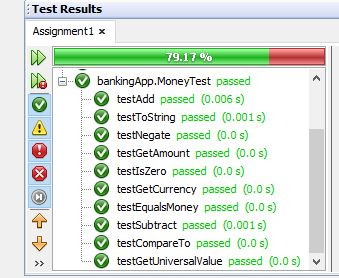 Test Results
Assignment1 ×
79.17 %
bankingApp.MoneyTest passed
testAdd passed (0.006 s)
testToString passed (0.001 s)
testNegate passed (0.0 s)
testGetAmount passed (0.0 s)
testIsZero passed (0.0 s)
testGetCurrency passed (0.0 s)
testEqualsMoney passed (0.0 s)
testSubtract passed (0.001 s)
testCompareTo passed (0.0 s)
testGetUniversalValue passed (0.0 s)
>>